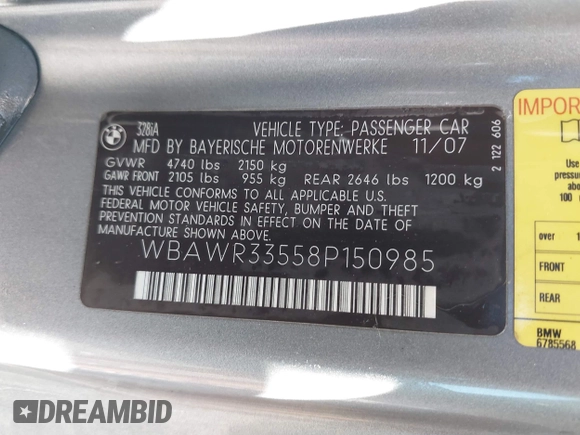 BMW
328iA
VEHICLE TYPE: PASSENGER CAR
MFD BY BAYERISCHE MOTORENWERKE 11/07
GVWR 4740 lbs 2150 kg
GAWR FRONT 2105 lbs 955 kg REAR 2646 lbs 1200 kg
THIS VEHICLE CONFORMS TO ALL APPLICABLE U.S.
FEDERAL MOTOR VEHICLE SAFETY, BUMPER AND THEFT
PREVENTION STANDARDS IN EFFECT ON THE DATE
OF MANUFACTURE SHOWN ABOVE.
WBAWR33558P150985
2 122 606
IMPOR
Use
pressu
abo
100
over 1
FRONT
REAR
BMW
6785568
DREAMBID